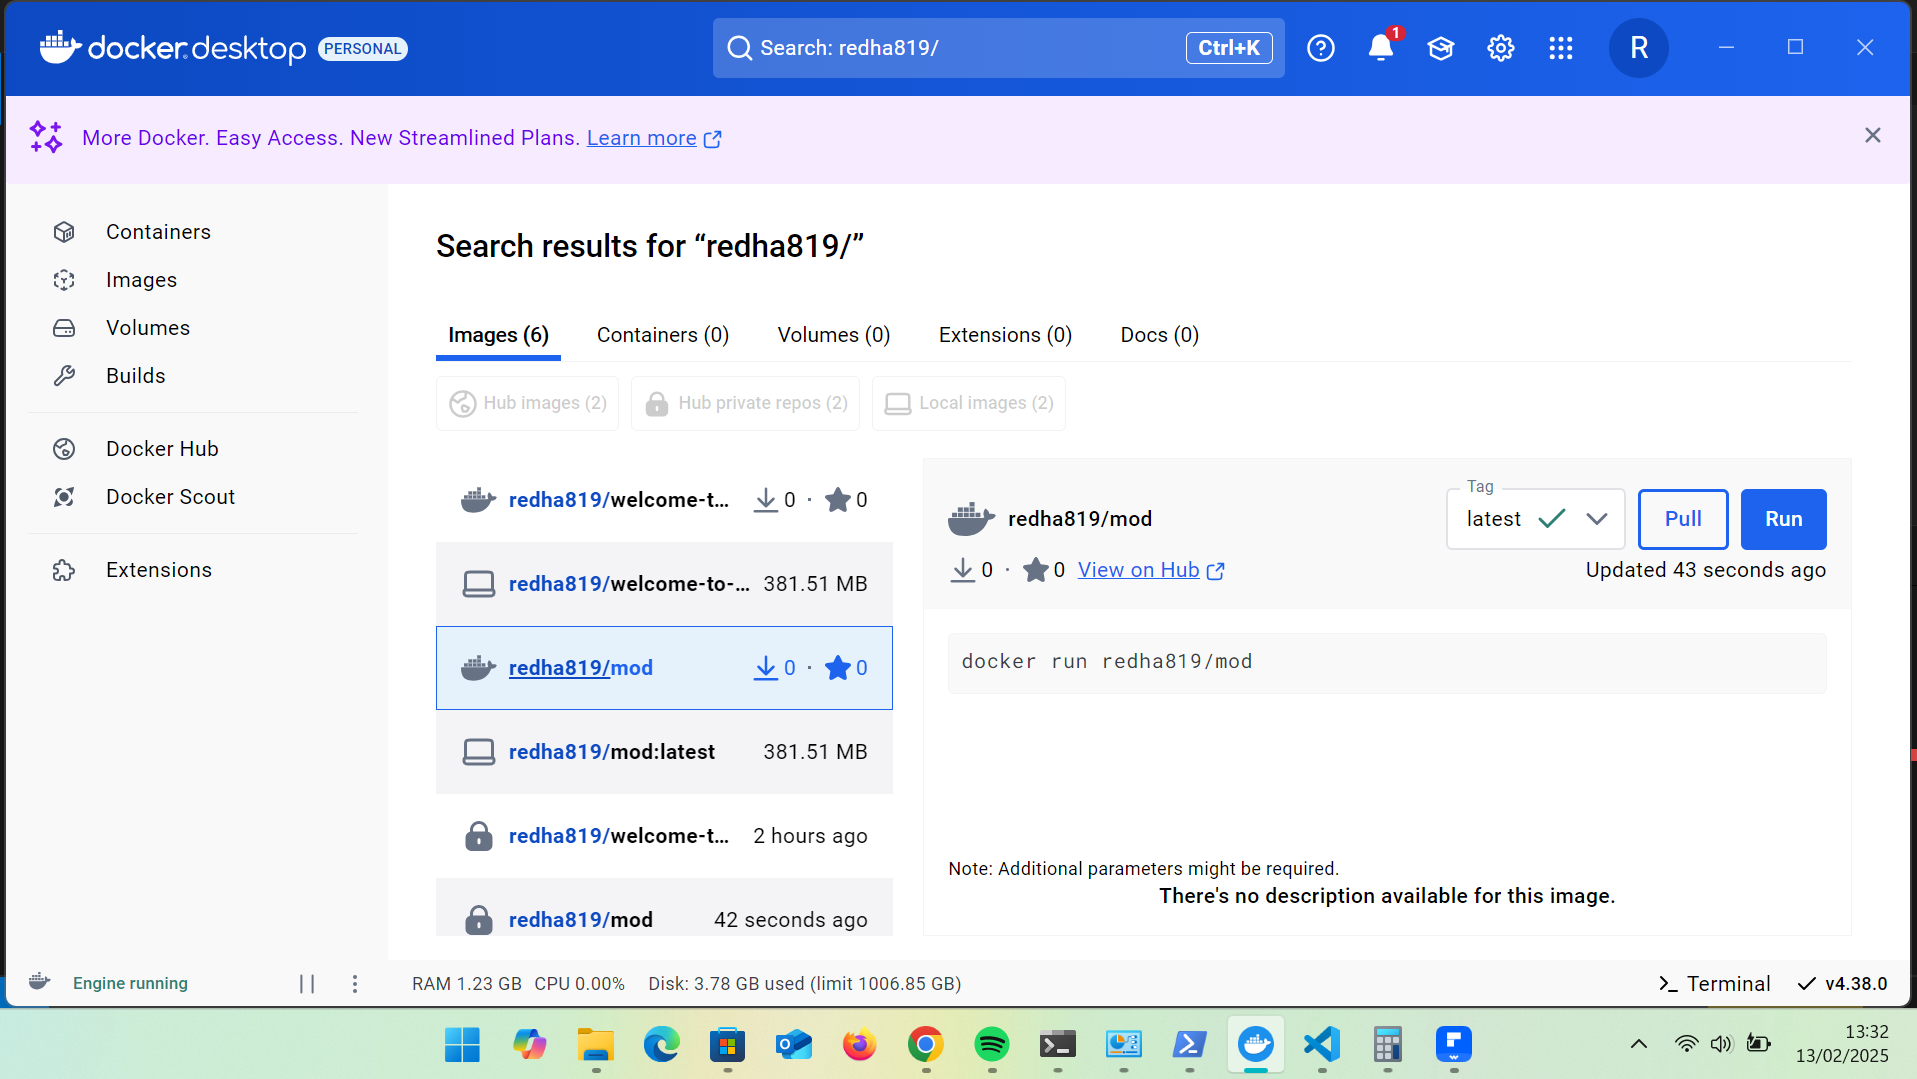 docker.desktop PERSONAL
Search: redha819/ Ctrl+K
1
R
More Docker. Easy Access. New Streamlined Plans. Learn more
Containers
Images
Volumes
Builds
Docker Hub
Docker Scout
Extensions
Search results for “redha819/”
Images (6) Containers (0) Volumes (0) Extensions (0) Docs (0)
Hub images (2) Hub private repos (2) Local images (2)
redha819/welcome-t... 0 · 0
redha819/welcome-to-... 381.51 MB
redha819/mod 0 · 0
redha819/mod:latest 381.51 MB
redha819/welcome-t... 2 hours ago
redha819/mod 42 seconds ago
redha819/mod
Tag
latest
Pull
Run
0 · 0 View on Hub
Updated 43 seconds ago
docker run redha819/mod
Note: Additional parameters might be required.
There's no description available for this image.
Engine running
RAM 1.23 GB CPU 0.00% Disk: 3.78 GB used (limit 1006.85 GB)
Terminal
v4.38.0
13:32
13/02/2025